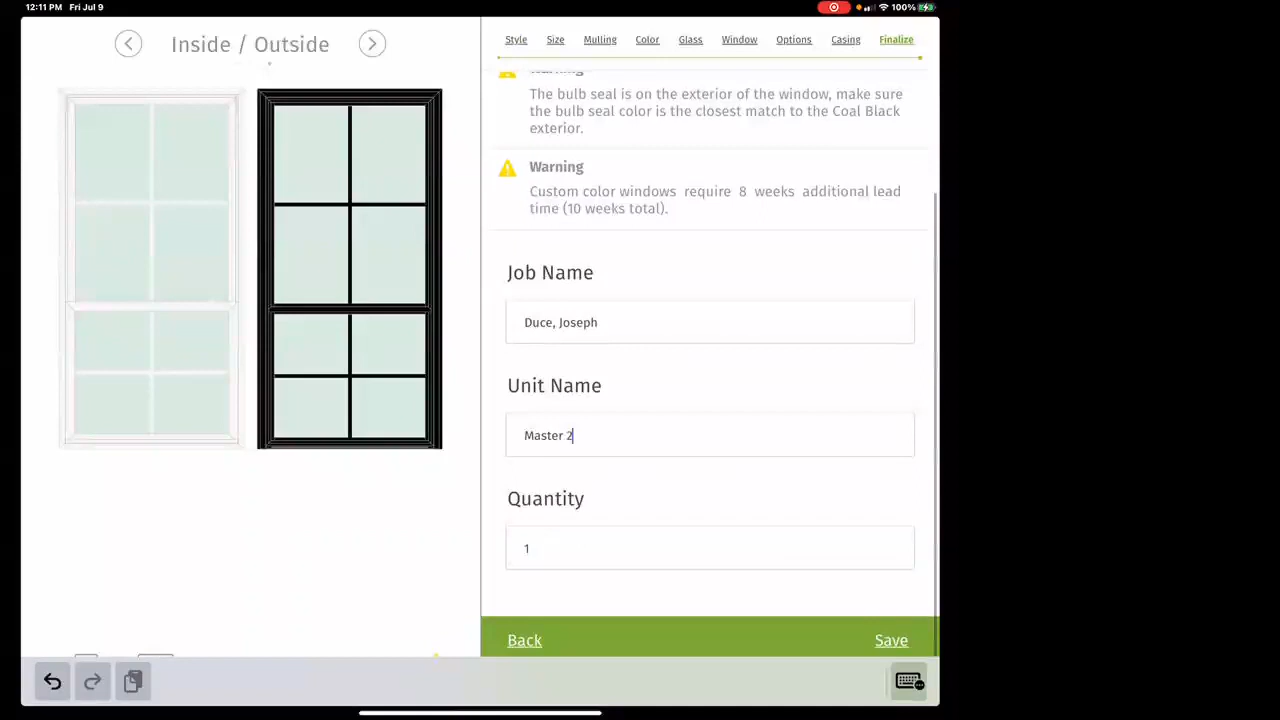 12:11 PM Fri Jul 9
100%
Inside / Outside
Style Size Mulling Color Glass Window Options Casing Finalize
Warning
The bulb seal is on the exterior of the window, make sure
the bulb seal color is the closest match to the Coal Black
exterior.
Warning
Custom color windows require 8 weeks additional lead
time (10 weeks total).
Job Name
Duce, Joseph
Unit Name
Master 2
Quantity
1
Back Save